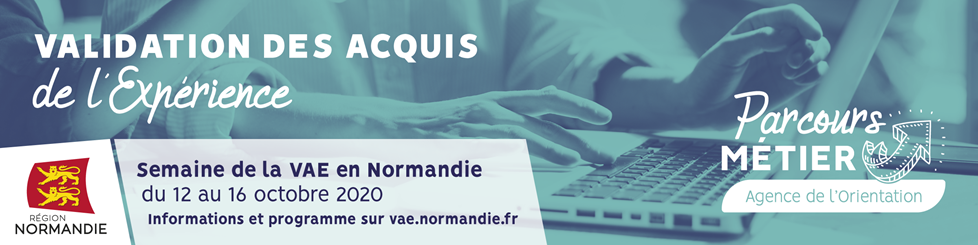 VALIDATION DES ACQUIS
de l'Expérience
Semaine de la VAE en Normandie
du 12 au 16 octobre 2020
Informations et programme sur vae.normandie.fr
RÉGION
NORMANDIE
Parcours
MÉTIER
Agence de l'Orientation